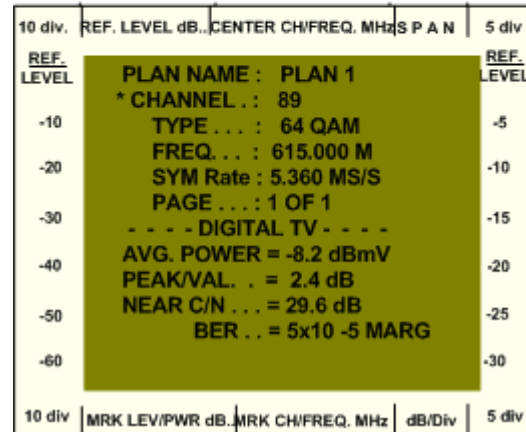 10 div. REF. LEVEL dB.. CENTER CH/FREQ. MHz S P A N 5 div
REF. LEVEL
REF. LEVEL
PLAN NAME : PLAN 1
* CHANNEL . : 89
-10
TYPE . . . : 64 QAM
-5
FREQ. . . : 615.000 M
-20
-10
SYM Rate : 5.360 MS/S
PAGE . . . : 1 OF 1
-30
-15
- - - - DIGITAL TV - - - -
AVG. POWER = -8.2 dBmV
-40
-20
PEAK/VAL. . = 2.4 dB
NEAR C/N . . . = 29.6 dB
-50
-25
BER . . = 5x10 -5 MARG
-60
-30
10 div MRK LEV/PWR dB.. MRK CH/FREQ. MHz dB/Div 5 div